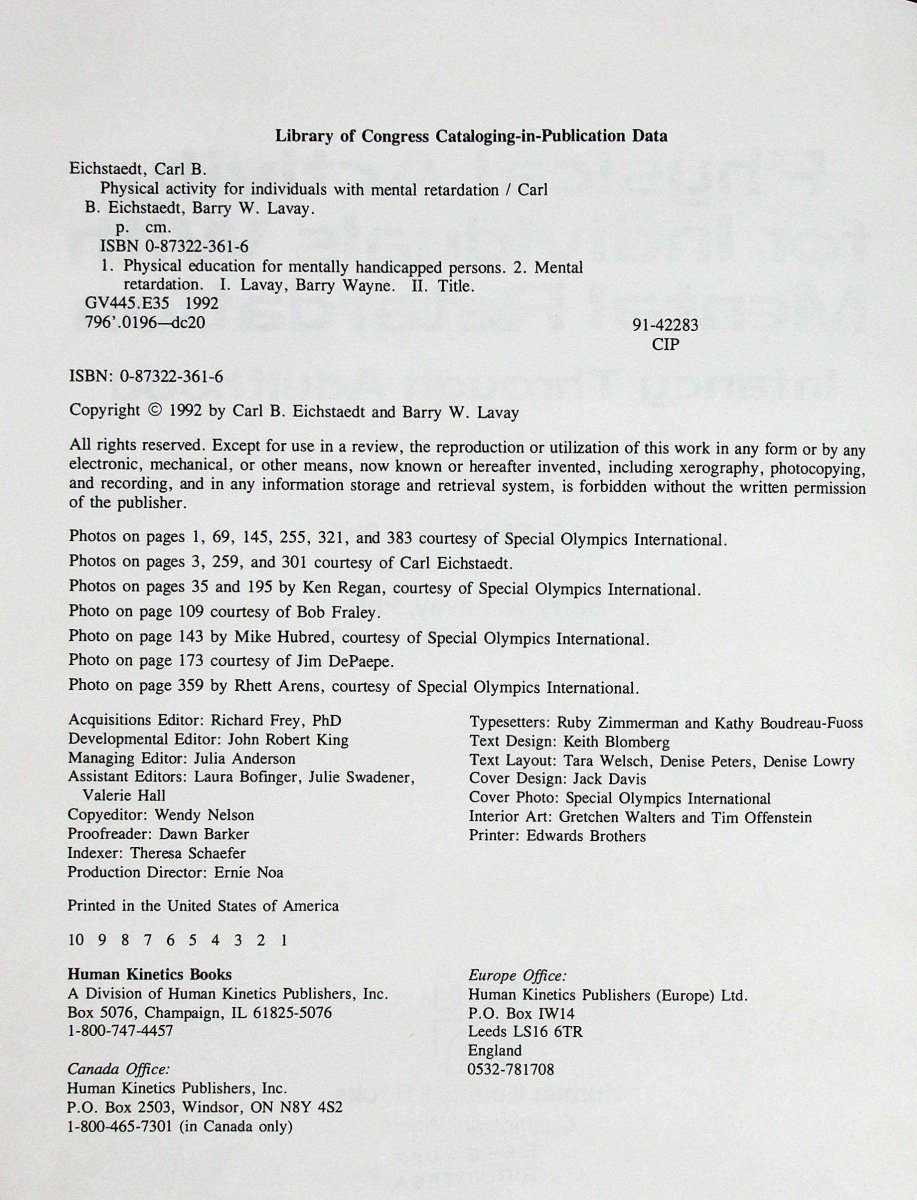 Library of Congress Cataloging-in-Publication Data
Eichstaedt, Carl B.
Physical activity for individuals with mental retardation / Carl
B. Eichstaedt, Barry W. Lavay.
p. cm.
ISBN 0-87322-361-6
1. Physical education for mentally handicapped persons. 2. Mental
retardation. I. Lavay, Barry Wayne. II. Title.
GV445.E35 1992
796'.0196—dc20 91-42283
CIP
ISBN: 0-87322-361-6
Copyright © 1992 by Carl B. Eichstaedt and Barry W. Lavay
All rights reserved. Except for use in a review, the reproduction or utilization of this work in any form or by any
electronic, mechanical, or other means, now known or hereafter invented, including xerography, photocopying,
and recording, and in any information storage and retrieval system, is forbidden without the written permission
of the publisher.
Photos on pages 1, 69, 145, 255, 321, and 383 courtesy of Special Olympics International.
Photos on pages 3, 259, and 301 courtesy of Carl Eichstaedt.
Photos on pages 35 and 195 by Ken Regan, courtesy of Special Olympics International.
Photo on page 109 courtesy of Bob Fraley.
Photo on page 143 by Mike Hubred, courtesy of Special Olympics International.
Photo on page 173 courtesy of Jim DePaepe.
Photo on page 359 by Rhett Arens, courtesy of Special Olympics International.
Acquisitions Editor: Richard Frey, PhD
Developmental Editor: John Robert King
Managing Editor: Julia Anderson
Assistant Editors: Laura Bofinger, Julie Swadener,
Valerie Hall
Copyeditor: Wendy Nelson
Proofreader: Dawn Barker
Indexer: Theresa Schaefer
Production Director: Ernie Noa
Typesetters: Ruby Zimmerman and Kathy Boudreau-Fuoss
Text Design: Keith Blomberg
Text Layout: Tara Welsch, Denise Peters, Denise Lowry
Cover Design: Jack Davis
Cover Photo: Special Olympics International
Interior Art: Gretchen Walters and Tim Offenstein
Printer: Edwards Brothers
Printed in the United States of America
10 9 8 7 6 5 4 3 2 1
Human Kinetics Books
A Division of Human Kinetics Publishers, Inc.
Box 5076, Champaign, IL 61825-5076
1-800-747-4457
Canada Office:
Human Kinetics Publishers, Inc.
P.O. Box 2503, Windsor, ON N8Y 4S2
1-800-465-7301 (in Canada only)
Europe Office:
Human Kinetics Publishers (Europe) Ltd.
P.O. Box IW14
Leeds LS16 6TR
England
0532-781708